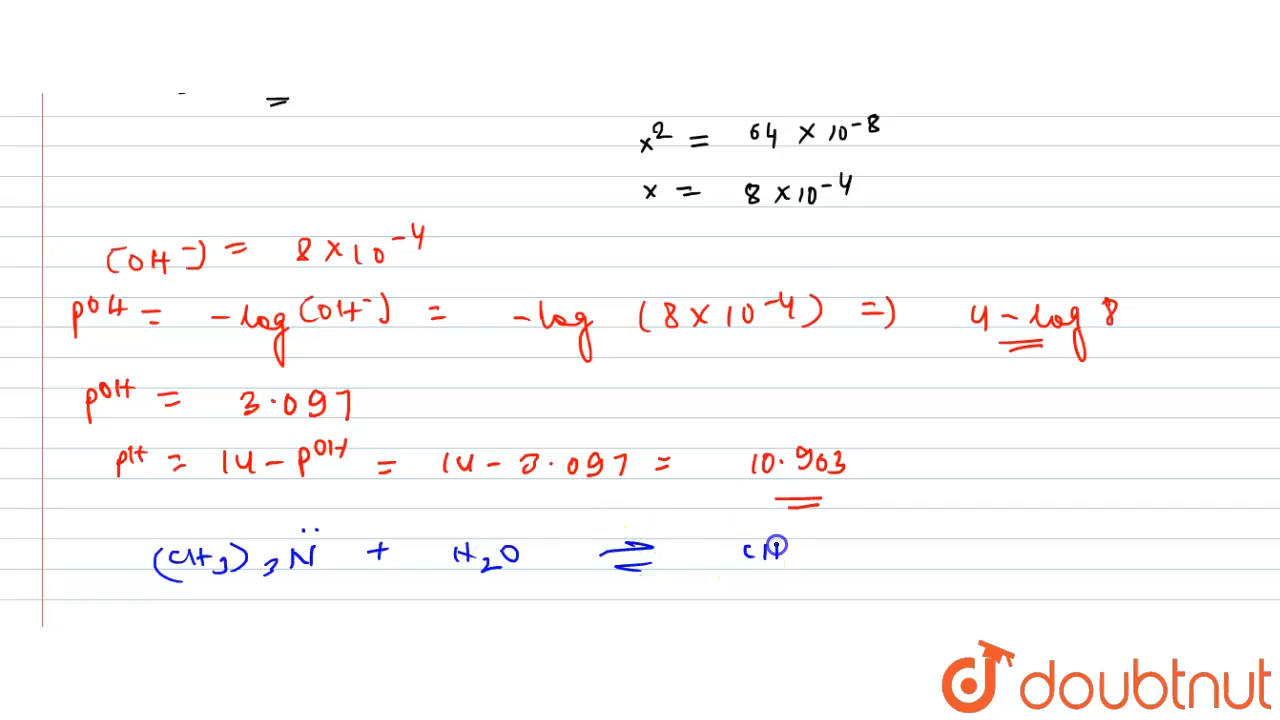 x² = 64 × 10⁻⁸
x = 8 × 10⁻⁴
[OH⁻] = 8 × 10⁻⁴
pOH = -log [OH⁻] = -log (8 × 10⁻⁴) => 4 - log 8
pOH = 3.097
pH = 14 - pOH = 14 - 3.097 = 10.903
(CH₃)₃N̈ + H₂O ⇌ CH
doubtnut